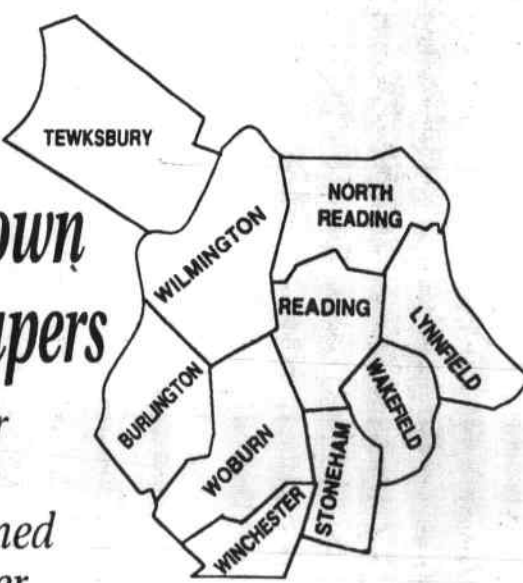 TEWKSBURY
NORTH
READING
WILMINGTON
READING
LYNNFIELD
WAKEFIELD
BURLINGTON
WOBURN
STONEHAM
WINCHESTER